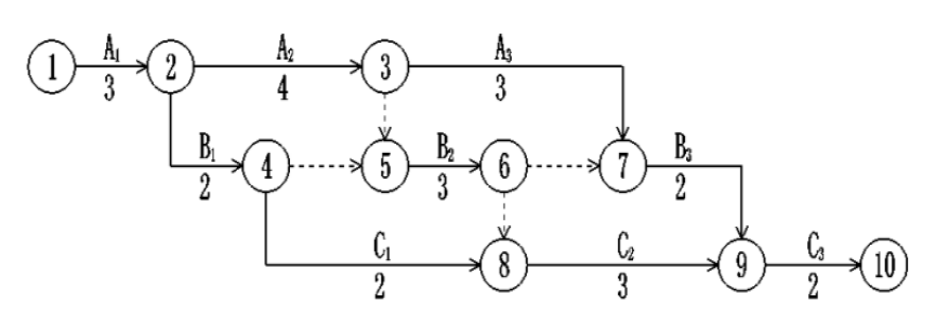 A₁ A₂ A₃
1 2 3
3 4 3
B₁ B₂ B₃
4 5 6 7
2 3 2
C₁ C₂ C₃
8 9 10
2 3 2